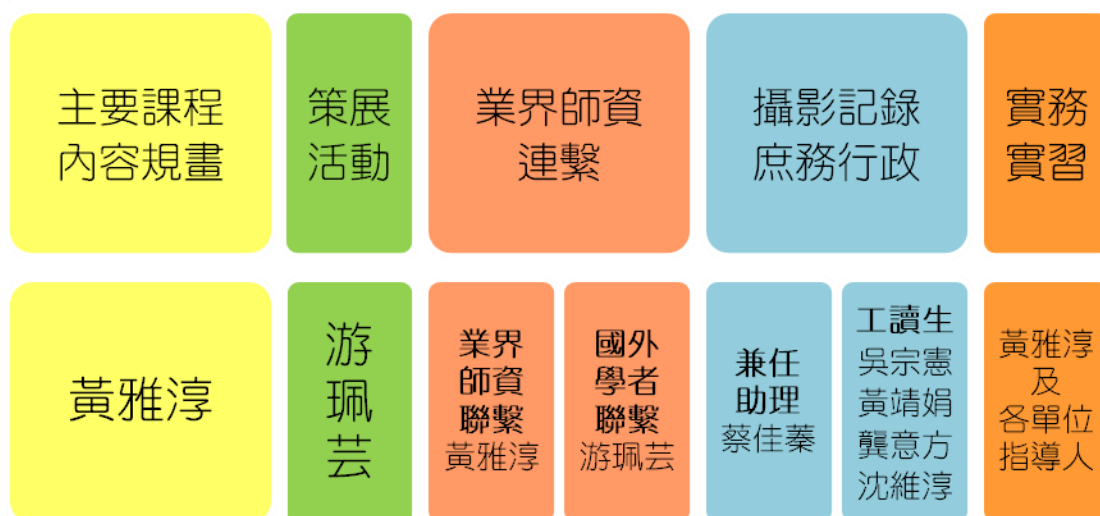 主要課程
內容規畫
策展
活動
業界師資
連繫
攝影記錄
庶務行政
實務
實習
黃雅淳
游
珮
芸
業界
師資
聯繫
黃雅淳
國外
學者
聯繫
游珮芸
兼任
助理
蔡佳蓁
工讀生
吳宗憲
黃靖娟
龔意方
沈維淳
黃雅淳
及
各單位
指導人